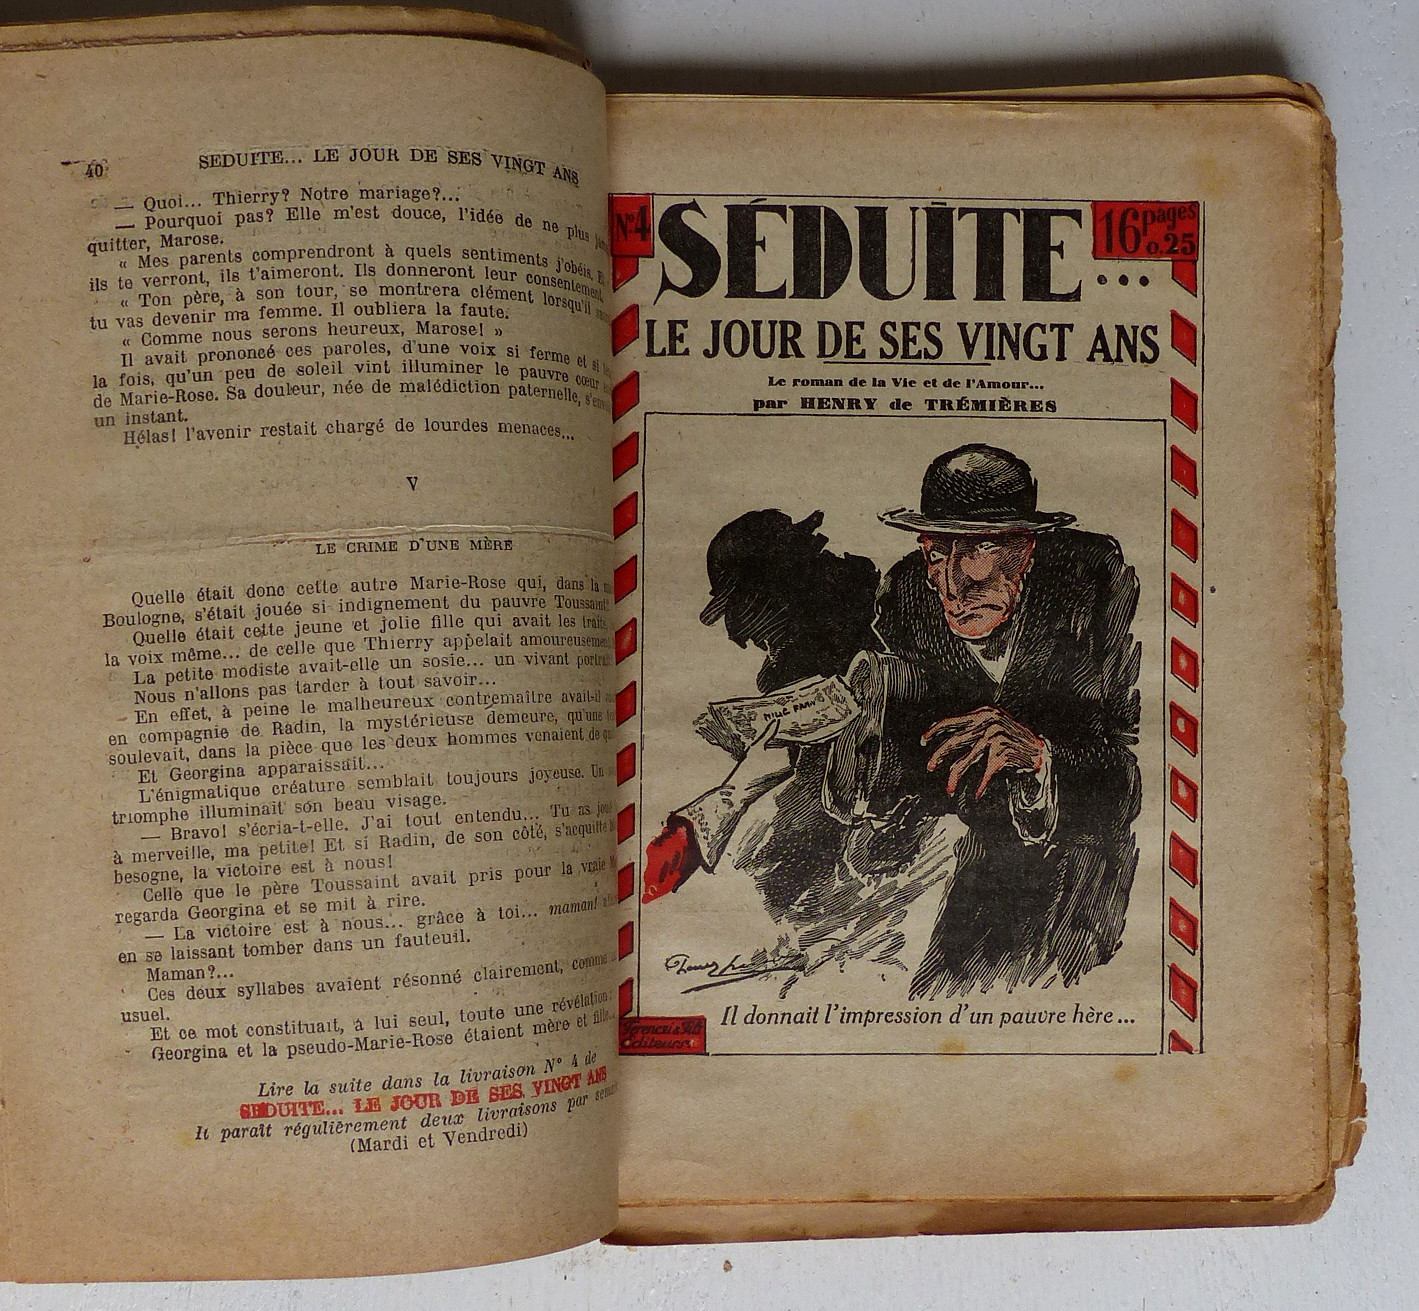 40
SEDUITE... LE JOUR DE SES VINGT ANS
— Quoi... Thierry? Notre mariage?...
— Pourquoi pas? Elle m'est douce, l'idée de ne plus
quitter, Marose.
« Mes parents comprendront à quels sentiments j'obéis.
ils te verront, ils t'aimeront. Ils donneront leur consentement.
« Ton père, à son tour, se montrera clément lorsqu'il
tu vas devenir ma femme. Il oubliera la faute.
« Comme nous serons heureux, Marose! »
Il avait prononcé ces paroles, d'une voix si ferme et si
la fois, qu'un peu de soleil vint illuminer le pauvre cœur
de Marie-Rose. Sa douleur, née de malédiction paternelle,
un instant.
Hélas! l'avenir restait chargé de lourdes menaces...
V
LE CRIME D'UNE MÈRE
Quelle était donc cette autre Marie-Rose qui, dans la
Boulogne, s'était jouée si indignement du pauvre Toussaint?
Quelle était cette jeune et jolie fille qui avait les traits,
la voix même... de celle que Thierry appelait amoureusement
La petite modiste avait-elle un sosie... un vivant portrait
Nous n'allons pas tarder à tout savoir...
En effet, à peine le malheureux contremaître avait-il
en compagnie de Radin, la mystérieuse demeure, qu'une
soulevait, dans la pièce que les deux hommes venaient de
Et Georgina apparaissait...
L'énigmatique créature semblait toujours joyeuse. Un
triomphe illuminait son beau visage.
— Bravo! s'écria-t-elle. J'ai tout entendu... Tu as
à merveille, ma petite! Et si Radin, de son côté, s'acquitte
besogne, la victoire est à nous!
Celle que le père Toussaint avait pris pour la vraie
regarda Georgina et se mit à rire.
— La victoire est à nous... grâce à toi... maman!
en se laissant tomber dans un fauteuil.
Maman?...
Ces deux syllabes avaient résonné clairement, comme
usuel.
Et ce mot constituait, à lui seul, toute une révélation:
Georgina et la pseudo-Marie-Rose étaient mère et fille...
Lire la suite dans la livraison N° 4 de
SEDUITE... LE JOUR DE SES VINGT ANS
It paraît régulièrement deux livraisons par
(Mardi et Vendredi)
N°4
SÉDUITE...
16 pages
0.25
LE JOUR DE SES VINGT ANS
Le roman de la Vie et de l'Amour...
par HENRY de TRÉMIÈRES
MILLE FRANCS
Il donnait l'impression d'un pauvre hère...
Ferenczi & Fils
Editeurs